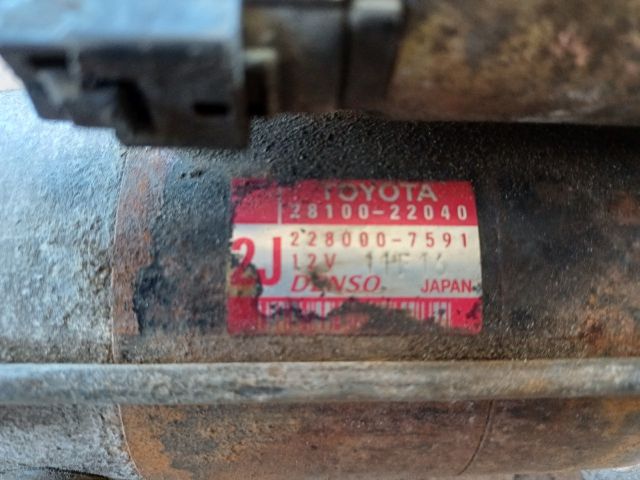 TOYOTA
28100-22040
2J
228000-7591
12V
DENSO
JAPAN